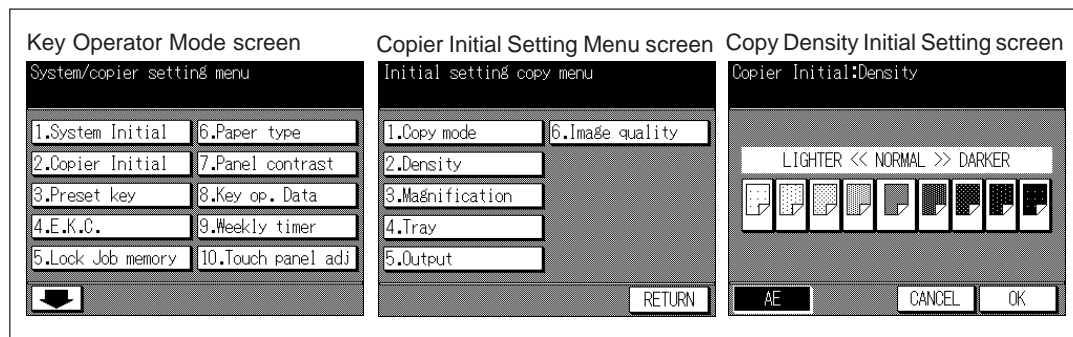 Key Operator Mode screen
System/copier setting menu
1.System Initial
6.Paper type
2.Copier Initial
7.Panel contrast
3.Preset key
8.Key op. Data
4.E.K.C.
9.Weekly timer
5.Lock Job memory
10.Touch panel adj
Copier Initial Setting Menu screen
Initial setting copy menu
1.Copy mode
6.Image quality
2.Density
3.Magnification
4.Tray
5.Output
RETURN
Copy Density Initial Setting screen
Copier Initial:Density
LIGHTER << NORMAL >> DARKER
AE
CANCEL
OK